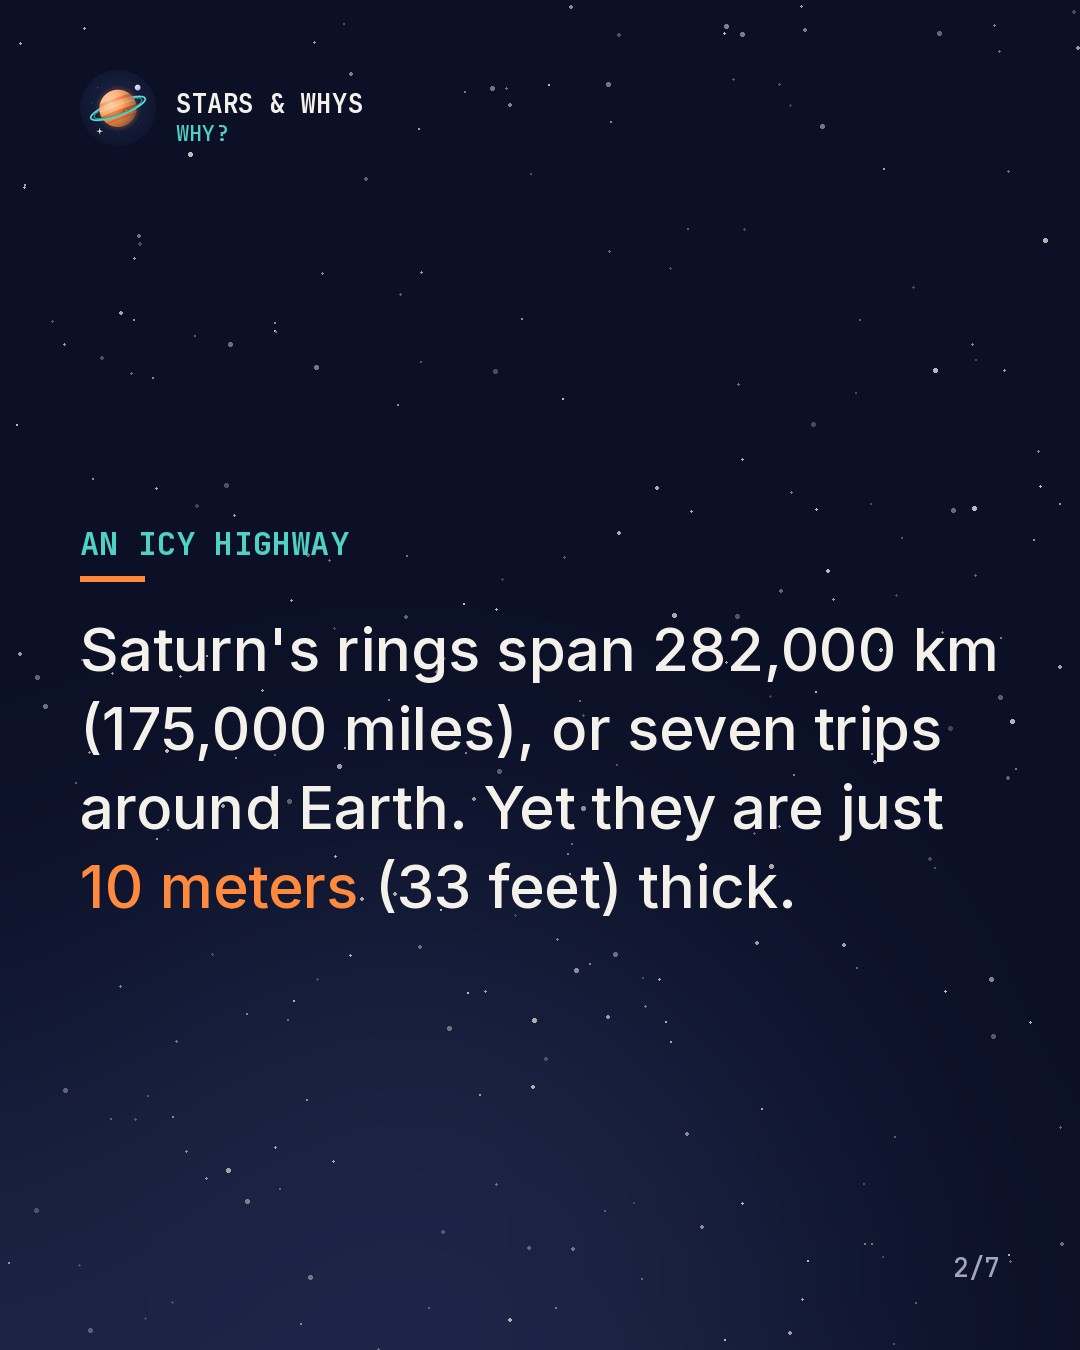 STARS & WHYS
WHY?
AN ICY HIGHWAY
Saturn's rings span 282,000 km
(175,000 miles), or seven trips
around Earth. Yet they are just
10 meters (33 feet) thick.
2/7